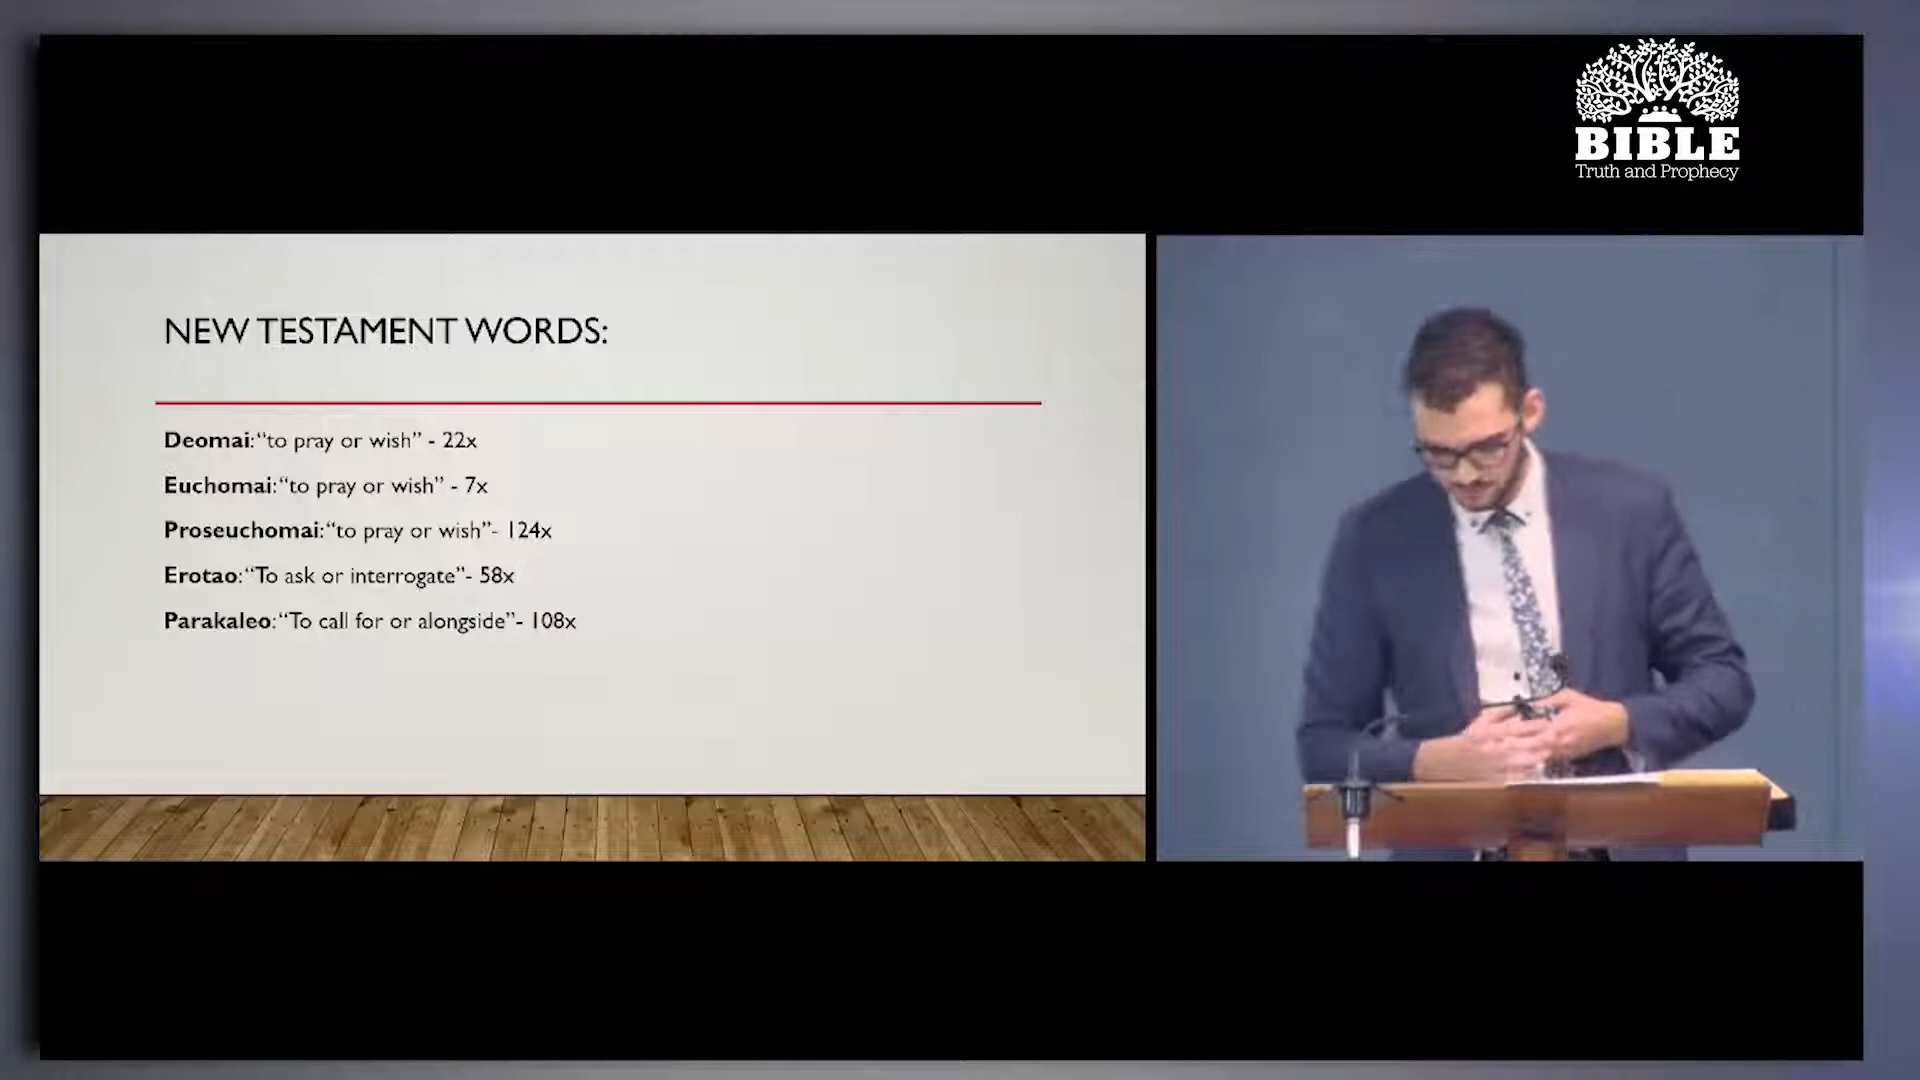 BIBLE
Truth and Prophecy
NEW TESTAMENT WORDS:
Deomai:“to pray or wish” - 22x
Euchomai:“to pray or wish” - 7x
Proseuchomai:“to pray or wish”- 124x
Erotao:“To ask or interrogate”- 58x
Parakaleo:“To call for or alongside”- 108x